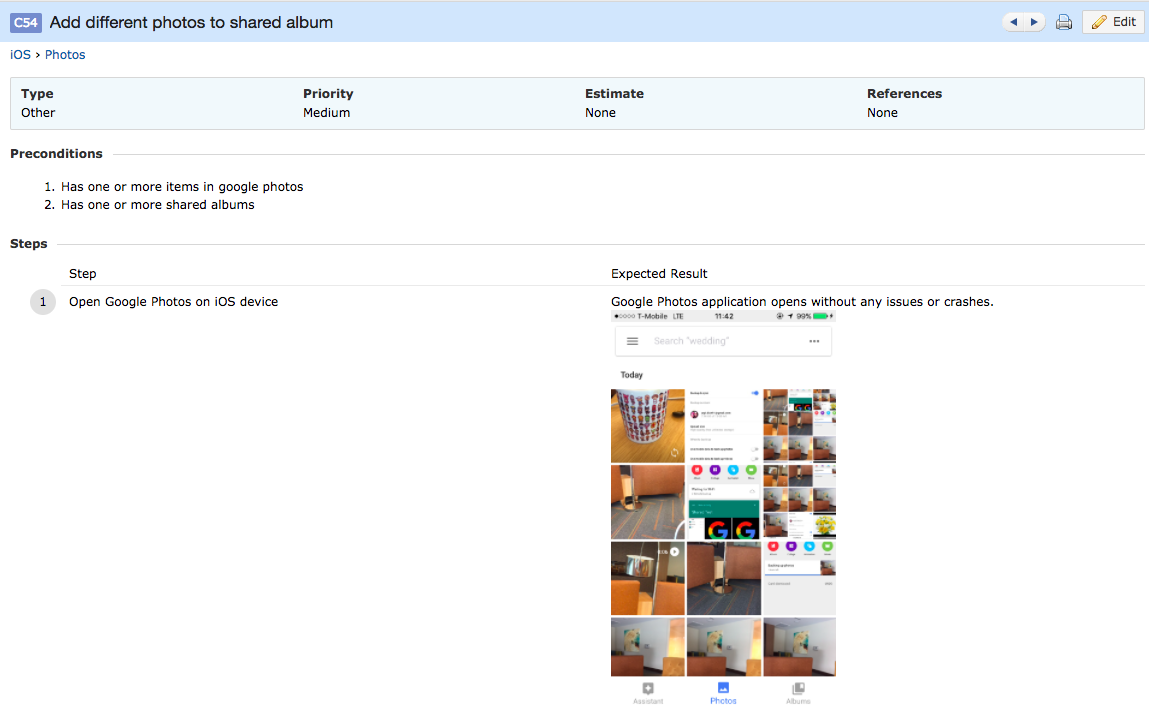 C54 Add different photos to shared album
Edit
iOS › Photos
Type Priority Estimate References
Other Medium None None
Preconditions
1. Has one or more items in google photos
2. Has one or more shared albums
Steps
Step Expected Result
1 Open Google Photos on iOS device Google Photos application opens without any issues or crashes.
T-Mobile LTE 11:42 99%
Search "wedding"
Today
Assistant Photos Albums